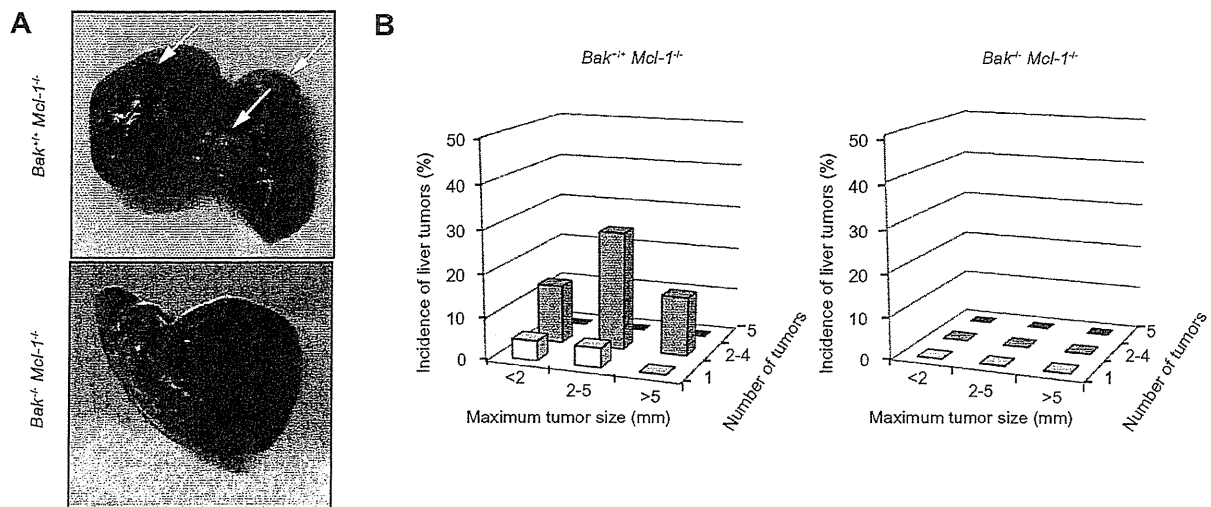 A
Bak+/+ Mcl-1-/-
Bak-/- Mcl-1-/-
B
Bak+/+ Mcl-1-/-
Incidence of liver tumors (%)
50
40
30
20
10
0
<2
2-5
>5
Maximum tumor size (mm)
1
2-4
5
Number of tumors
Bak-/- Mcl-1-/-
Incidence of liver tumors (%)
50
40
30
20
10
0
<2
2-5
>5
Maximum tumor size (mm)
1
2-4
5
Number of tumors